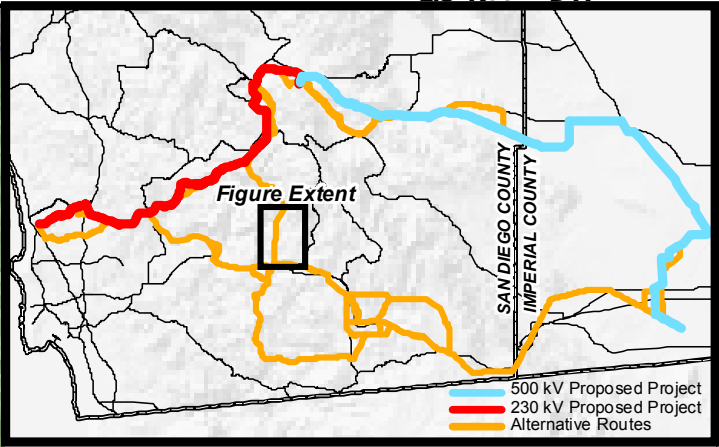 Figure Extent
SAN DIEGO COUNTY
IMPERIAL COUNTY
500 kV Proposed Project
230 kV Proposed Project
Alternative Routes